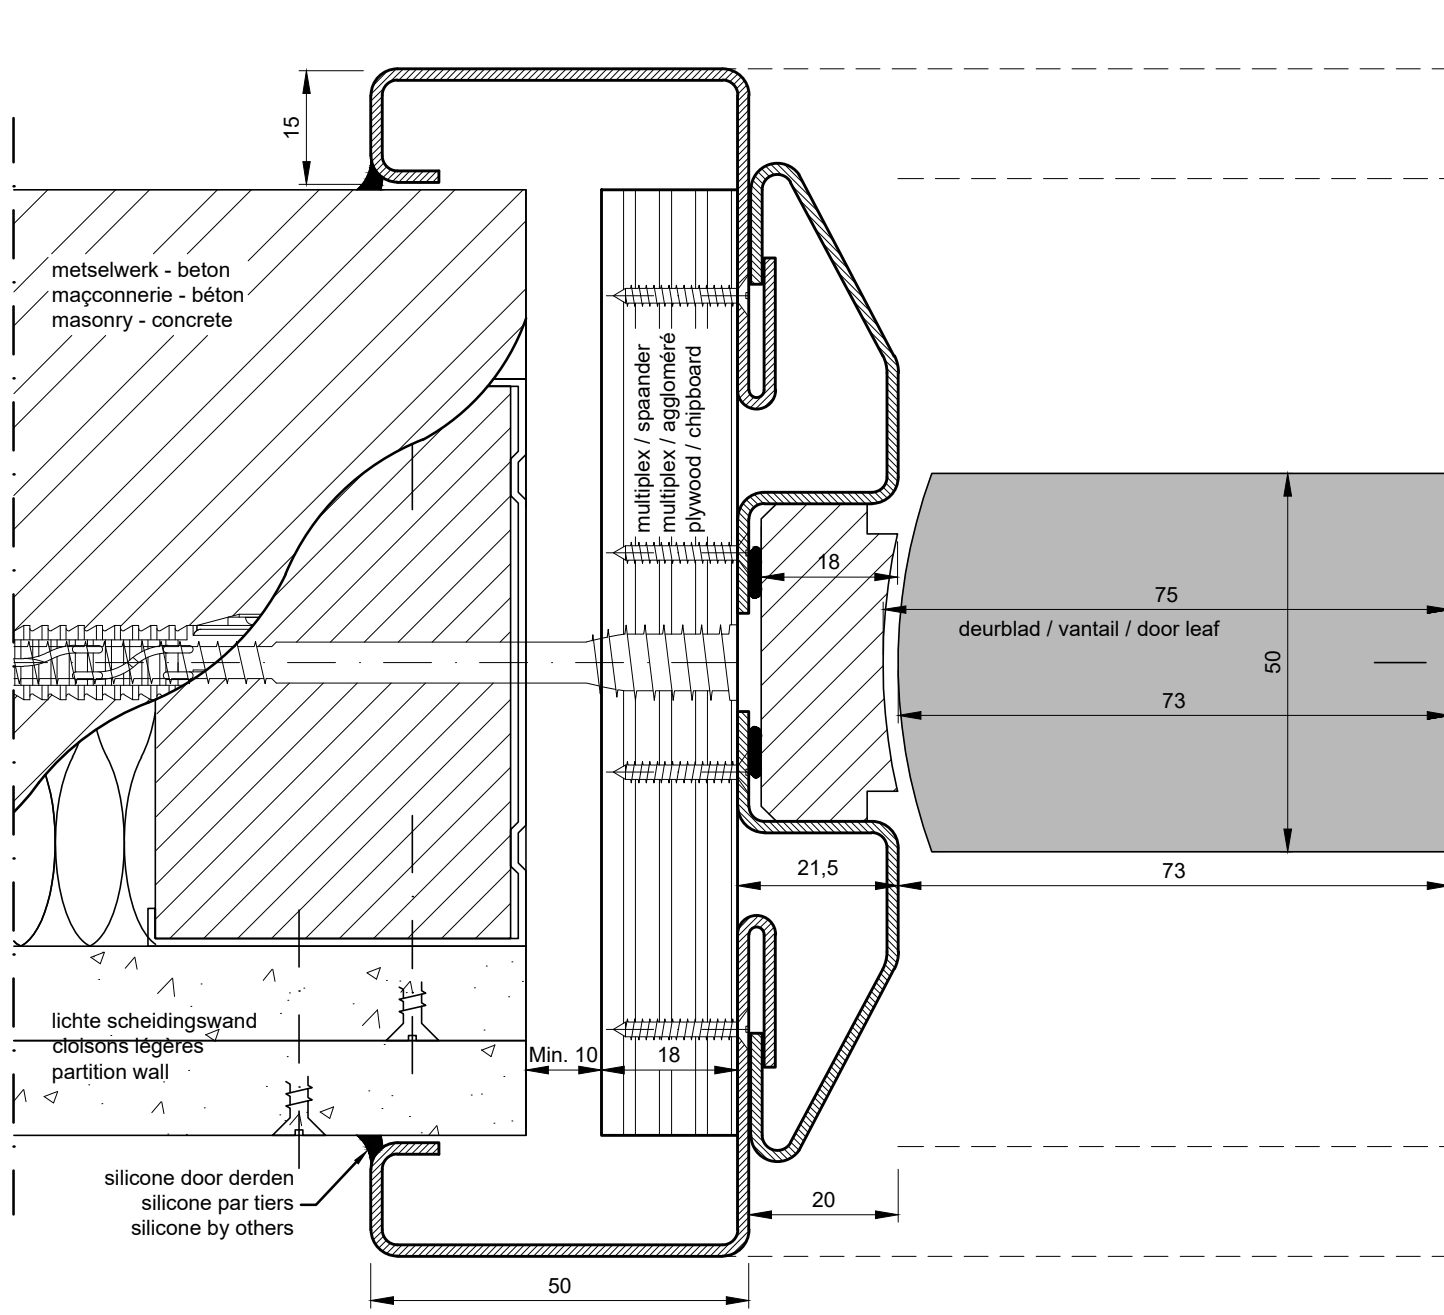 15
metselwerk - beton
maçconnerie - béton
masonry - concrete
multiplex / spaander
multiplex / aggloméré
plywood / chipboard
18
75
deurblad / vantail / door leaf
50
73
21,5
73
lichte scheidingswand
cloisons légères
partition wall
Min. 10
18
silicone door derden
silicone par tiers
silicone by others
20
50